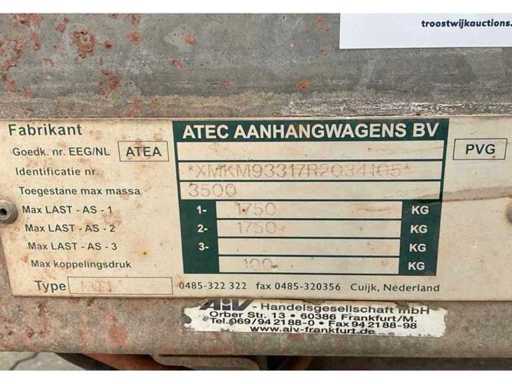 troostwijkauctions.
Fabrikant ATEC AANHANGWAGENS BV
Goedk. nr. EEG/NL ATEA PVG
Identificatie nr *XMKM93317R2034105*
Toegestane max massa 3500
Max LAST - AS - 1 1- 1750 KG
Max LAST - AS - 2 2- 1750 KG
Max LAST - AS - 3 3- KG
Max koppelingsdruk 100 KG
Type 0485-322 322 fax 0485-320356 Cuijk, Nederland
AIV - Handelsgesellschaft mbH
Orber Str. 13 • 60386 Frankfurt/M.
Tel.069/94 2188-0 • Fax 94 2188-98
www.aiv-frankfurt.de